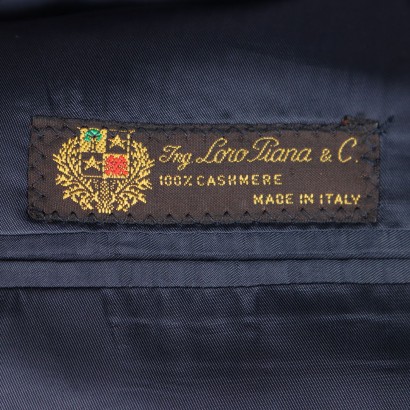 Ing Loro Piana & C.
100% CASHMERE
MADE IN ITALY